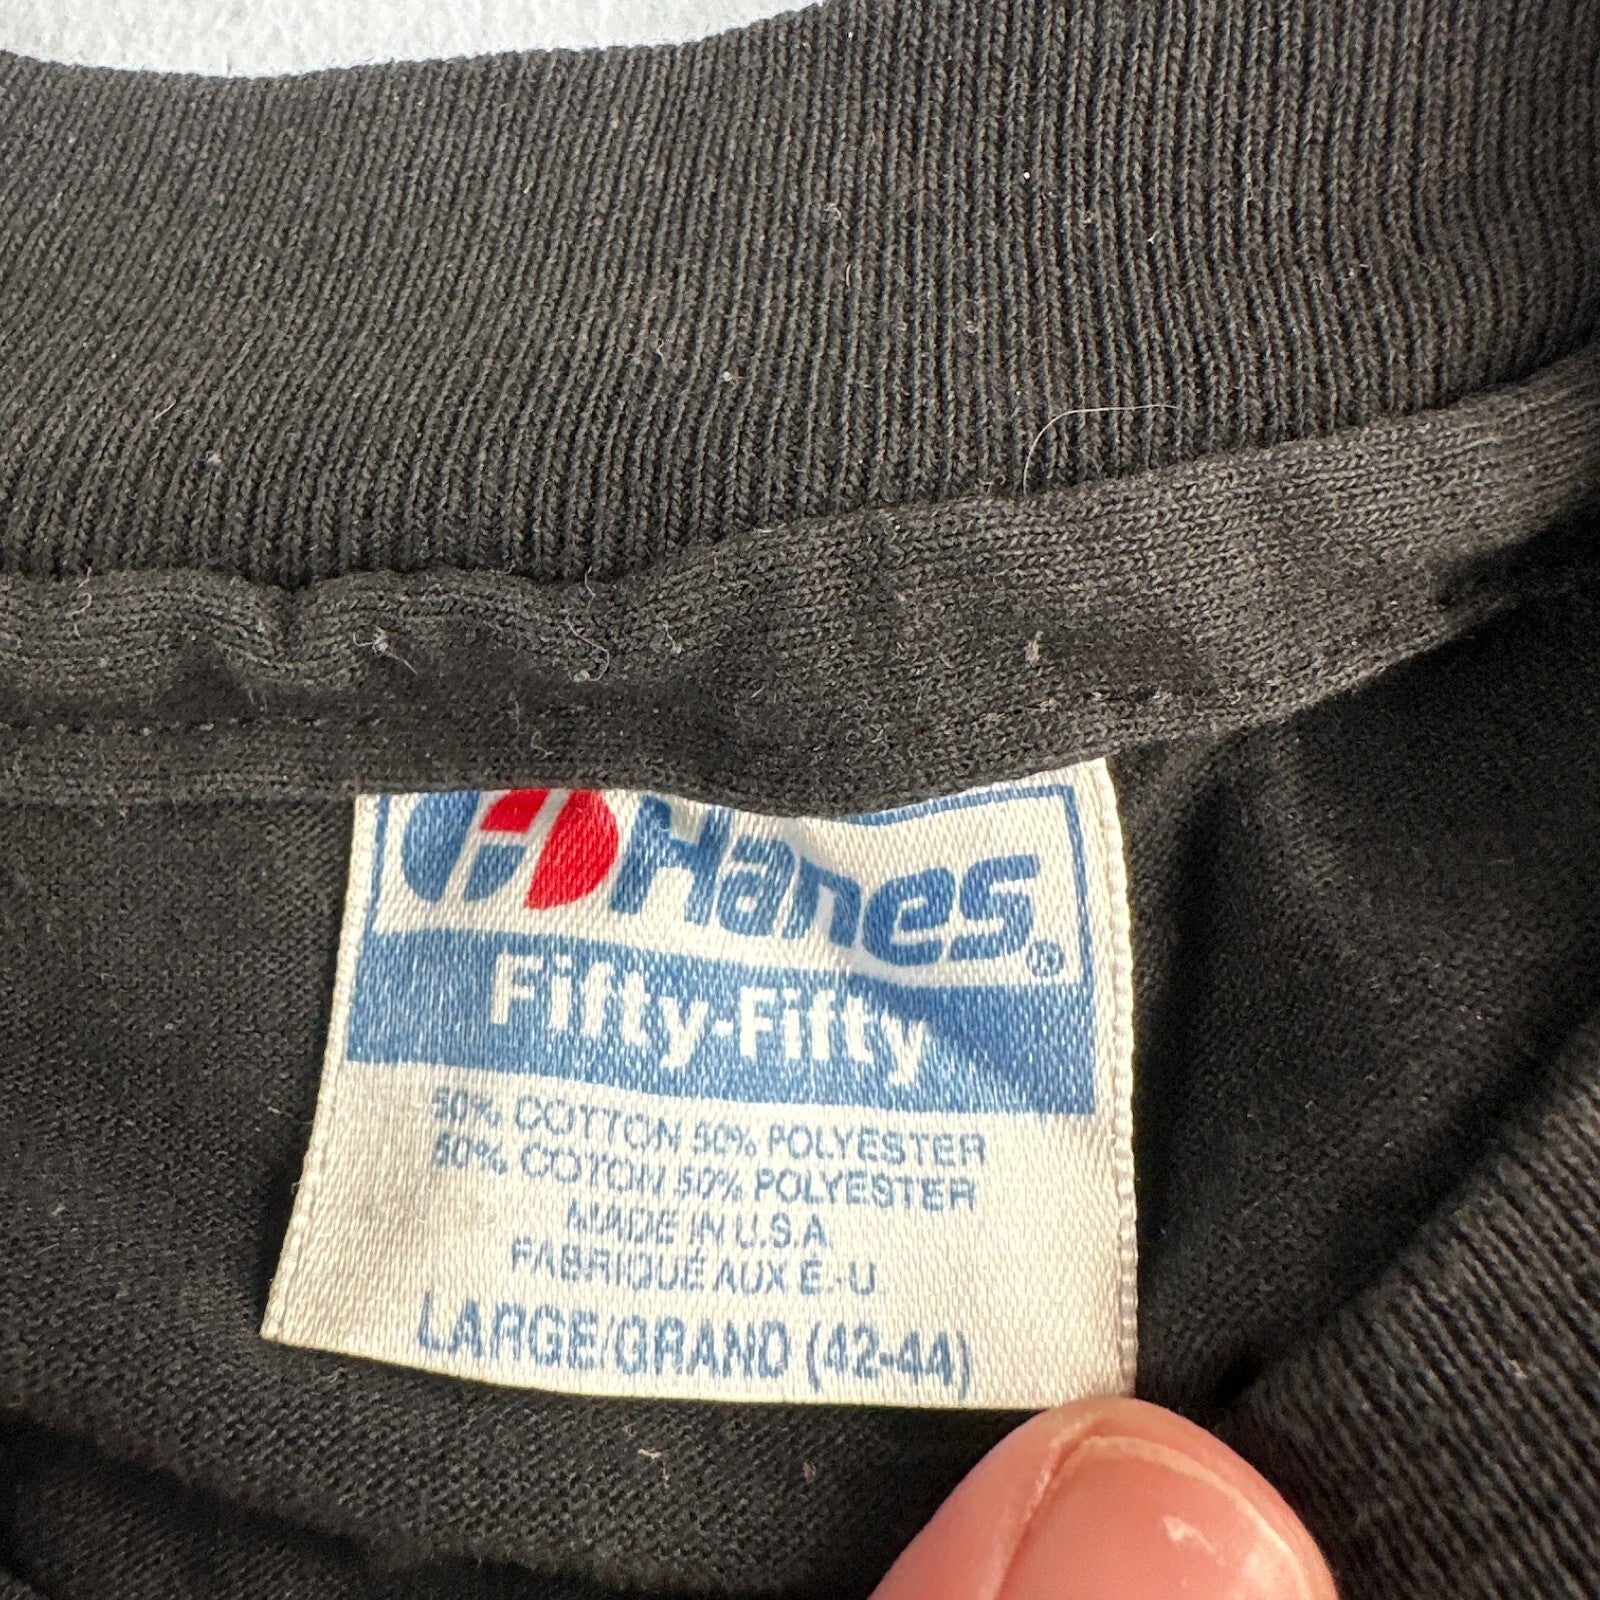 Hanes®
Fifty-Fifty
50% COTTON 50% POLYESTER
50% COTON 50% POLYESTER
MADE IN U.S.A
FABRIQUÉ AUX É.-U
LARGE/GRAND (42-44)